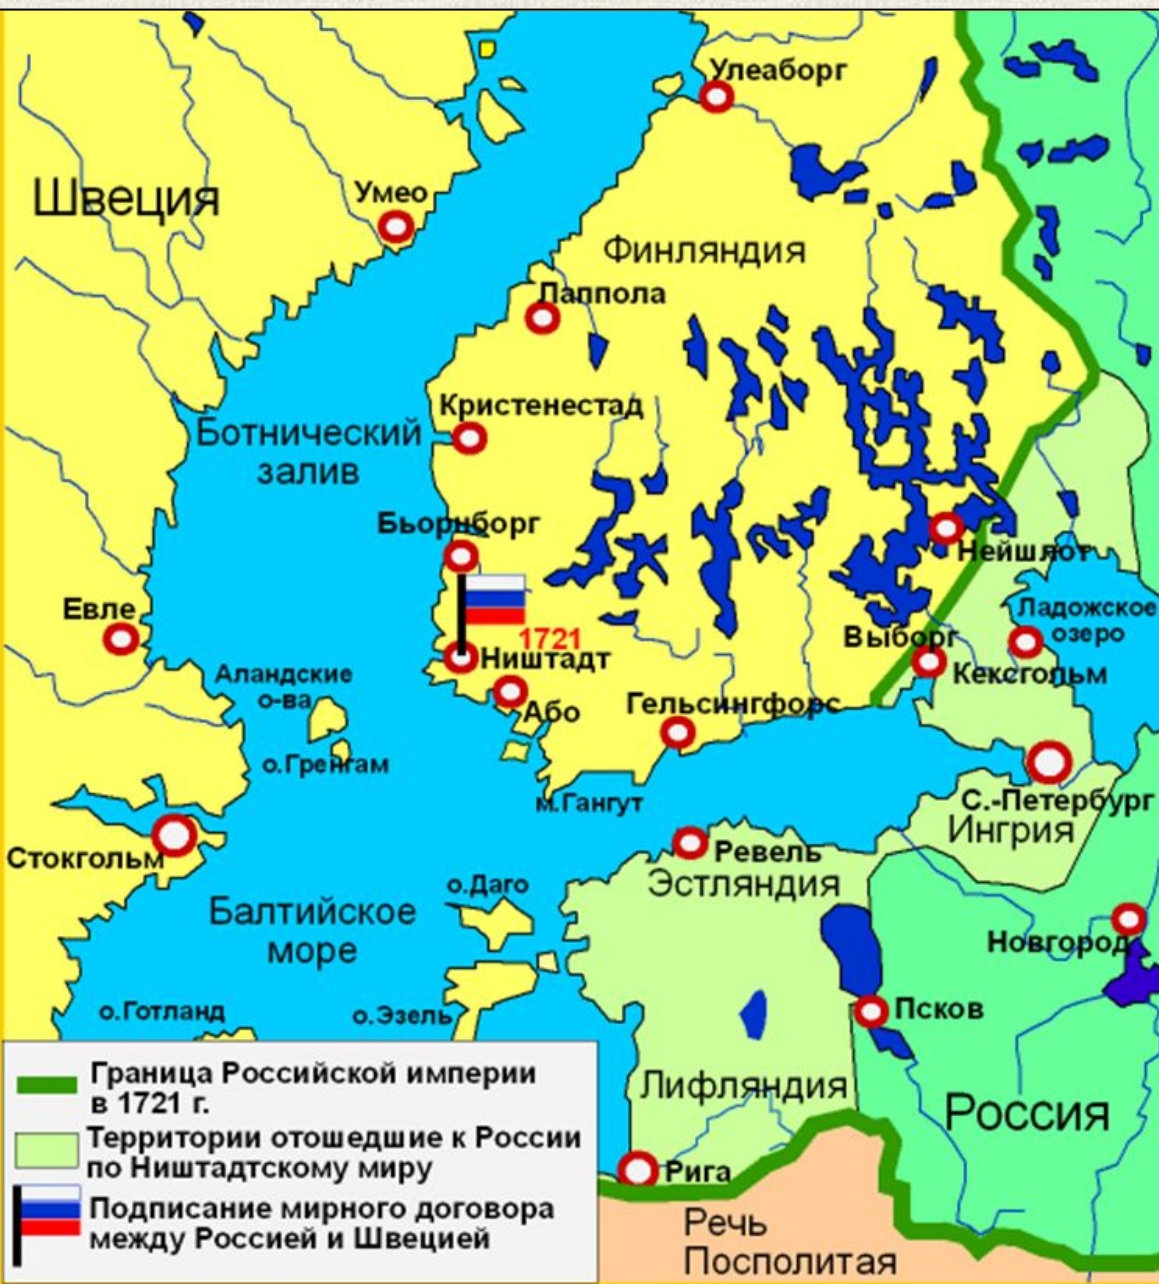 Улеаборг
Швеция
Умео
Финляндия
Лаппола
Кристенестад
Ботнический
залив
Бьорнборг
Нейшлот
Евле
1721
Ништадт
Выборг
Ладожское
озеро
Кексгольм
Аландские
о-ва
Або
Гельсингфорс
о.Гренгам
м.Гангут
С.-Петербург
Ингрия
Стокгольм
Ревель
Эстляндия
о.Даго
Балтийское
море
Новгород
о.Готланд
о.Эзель
Псков
Лифляндия
Россия
Рига
Речь
Посполитая
Граница Российской империи
в 1721 г.
Территории отошедшие к России
по Ништадтскому миру
Подписание мирного договора
между Россией и Швецией